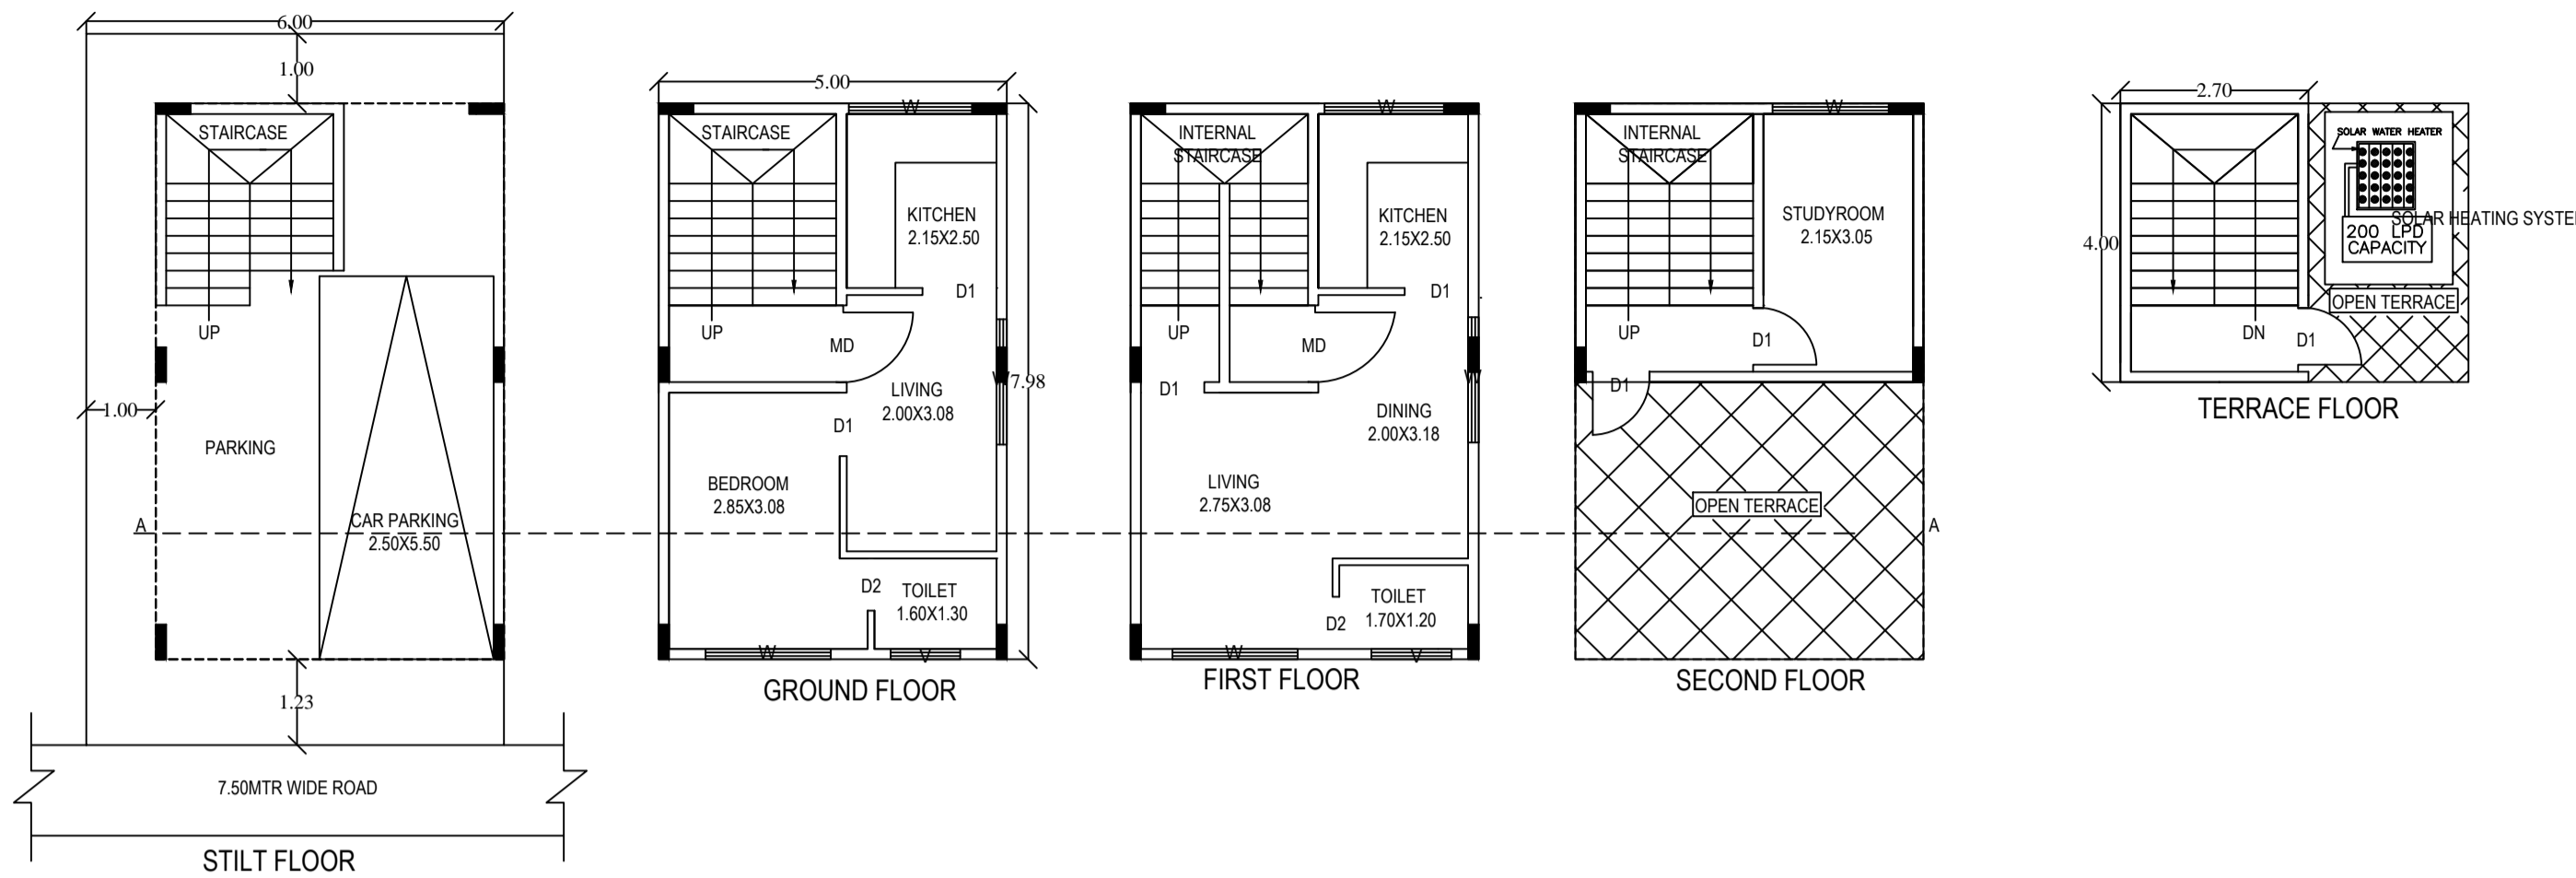 6.00
1.00
STAIRCASE
UP
1.00
PARKING
A
CAR PARKING
2.50X5.50
1.23
7.50MTR WIDE ROAD
STILT FLOOR
5.00
W
STAIRCASE
KITCHEN
2.15X2.50
D1
UP
MD
W
7.98
LIVING
2.00X3.08
D1
BEDROOM
2.85X3.08
D2
TOILET
1.60X1.30
W
V
GROUND FLOOR
W
INTERNAL
STAIRCASE
KITCHEN
2.15X2.50
D1
UP
MD
W
D1
DINING
2.00X3.18
LIVING
2.75X3.08
TOILET
1.70X1.20
D2
W
V
FIRST FLOOR
W
INTERNAL
STAIRCASE
STUDYROOM
2.15X3.05
UP
D1
D1
OPEN TERRACE
A
SECOND FLOOR
2.70
SOLAR WATER HEATER
4.00
SOLAR HEATING SYSTE
200 LPD
CAPACITY
OPEN TERRACE
DN
D1
TERRACE FLOOR